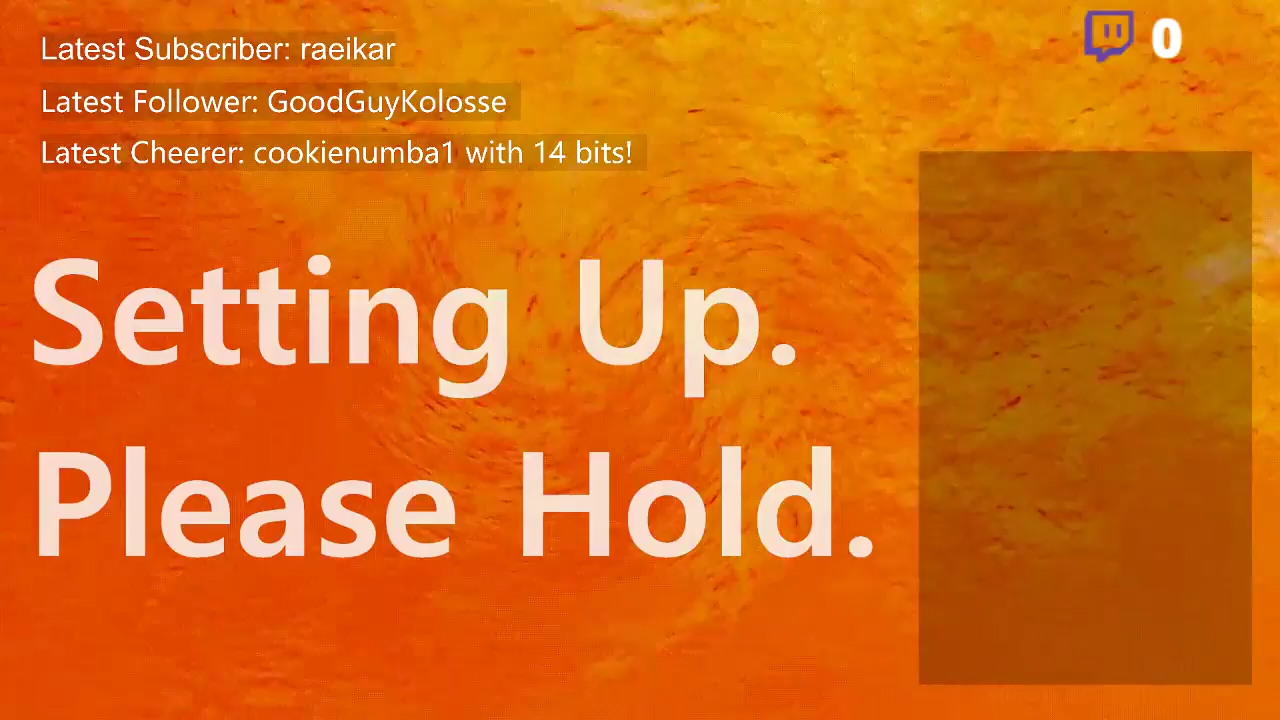 Latest Subscriber: raeikar
0
Latest Follower: GoodGuyKolosse
Latest Cheerer: cookienumba1 with 14 bits!
Setting Up.
Please Hold.